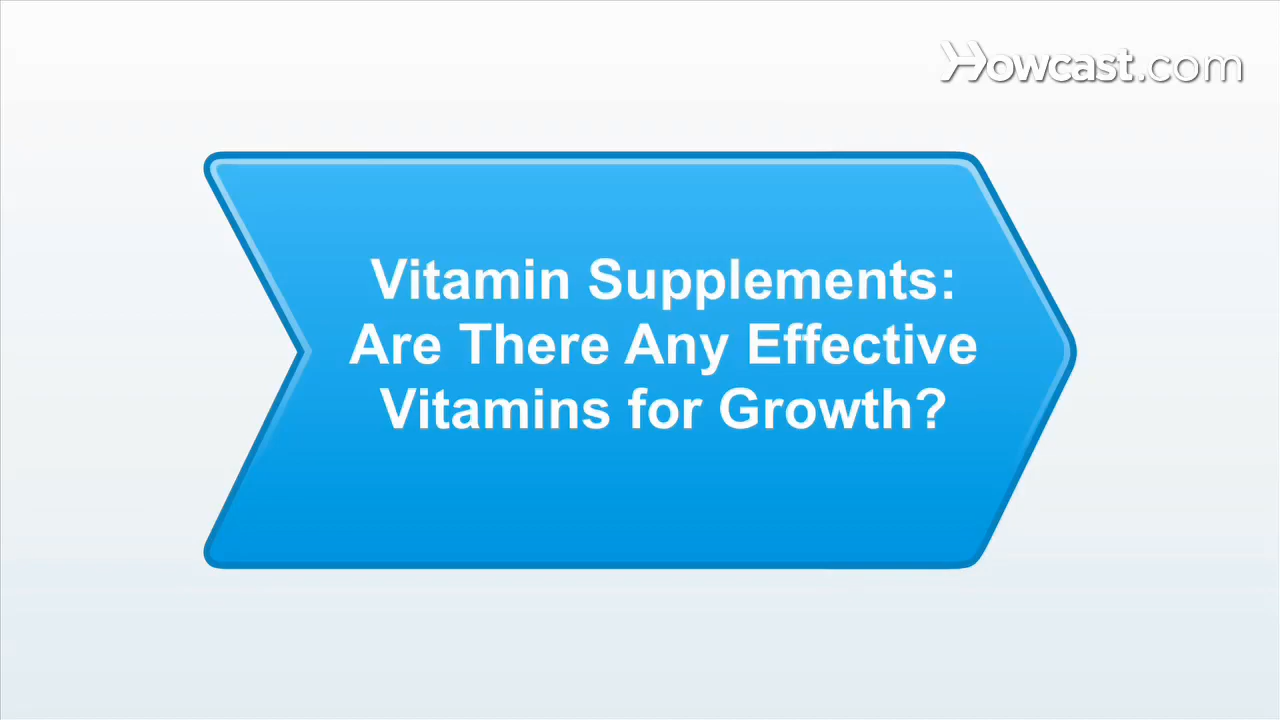 Howcast.com
Vitamin Supplements:
Are There Any Effective
Vitamins for Growth?